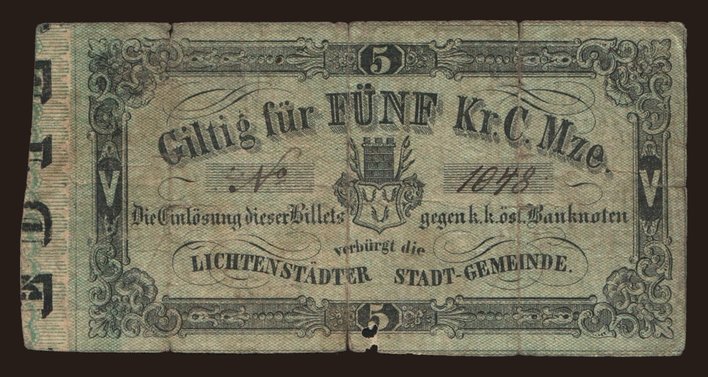 5
Giltig für FÜNF Kr. C. Mze.
No 1048
Die Einlösung dieser Billets gegen k. k. öst. Banknoten
verbürgt die
LICHTENSTÄDTER STADT-GEMEINDE.
5
V
V